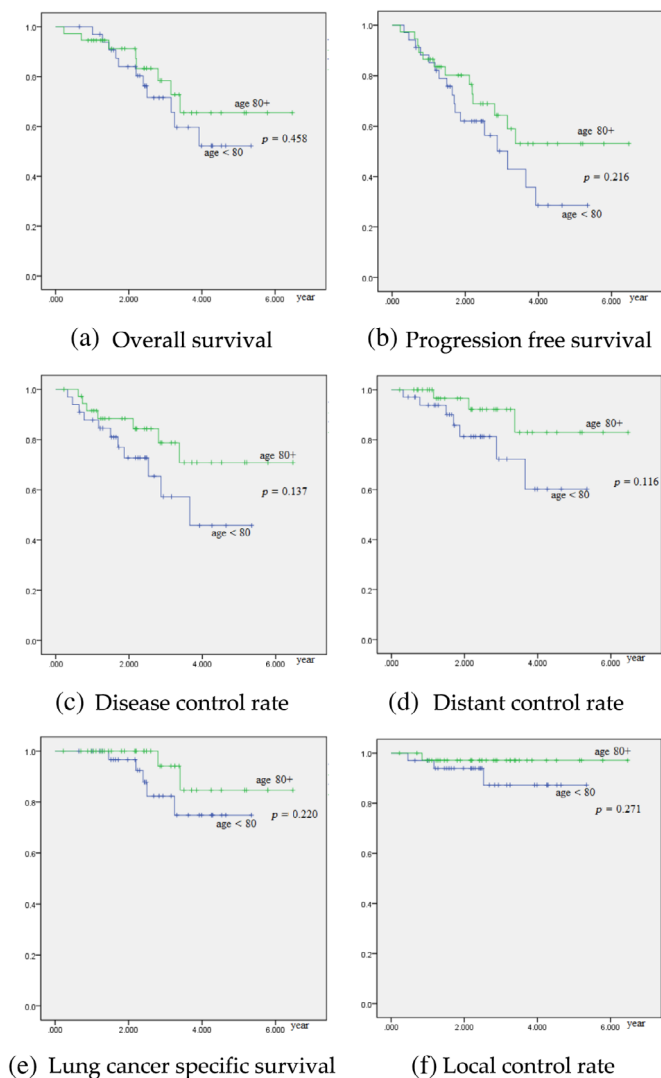 1.0
0.8
0.6
0.4
0.2
0.0
.000 2.000 4.000 6.000 year
age 80+
p = 0.458
age < 80
(a) Overall survival
1.0
0.8
0.6
0.4
0.2
0.0
.000 2.000 4.000 6.000 year
age 80+
p = 0.216
age < 80
(b) Progression free survival
1.0
0.8
0.6
0.4
0.2
0.0
.000 2.000 4.000 6.000 year
age 80+
p = 0.137
age < 80
(c) Disease control rate
1.0
0.8
0.6
0.4
0.2
0.0
.000 2.000 4.000 6.000 year
age 80+
p = 0.116
age < 80
(d) Distant control rate
1.0
0.8
0.6
0.4
0.2
0.0
.000 2.000 4.000 6.000 year
age 80+
p = 0.220
age < 80
(e) Lung cancer specific survival
1.0
0.8
0.6
0.4
0.2
0.0
.000 2.000 4.000 6.000 year
age 80+
age < 80
p = 0.271
(f) Local control rate